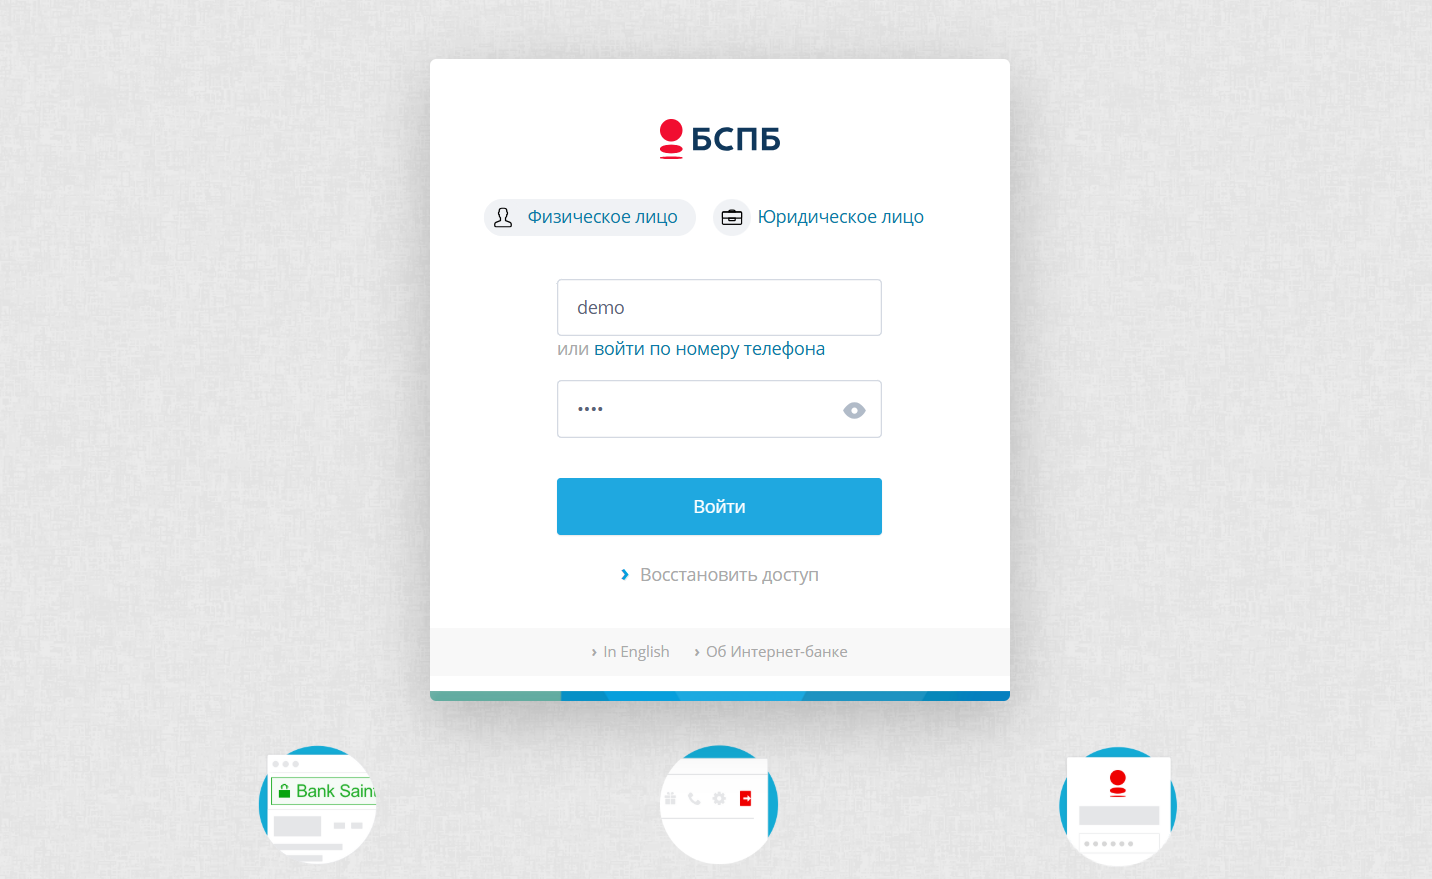 БСПБ
Физическое лицо
Юридическое лицо
demo
или войти по номеру телефона
••••
Войти
› Восстановить доступ
› In English
› Об Интернет-банке
Bank Saint